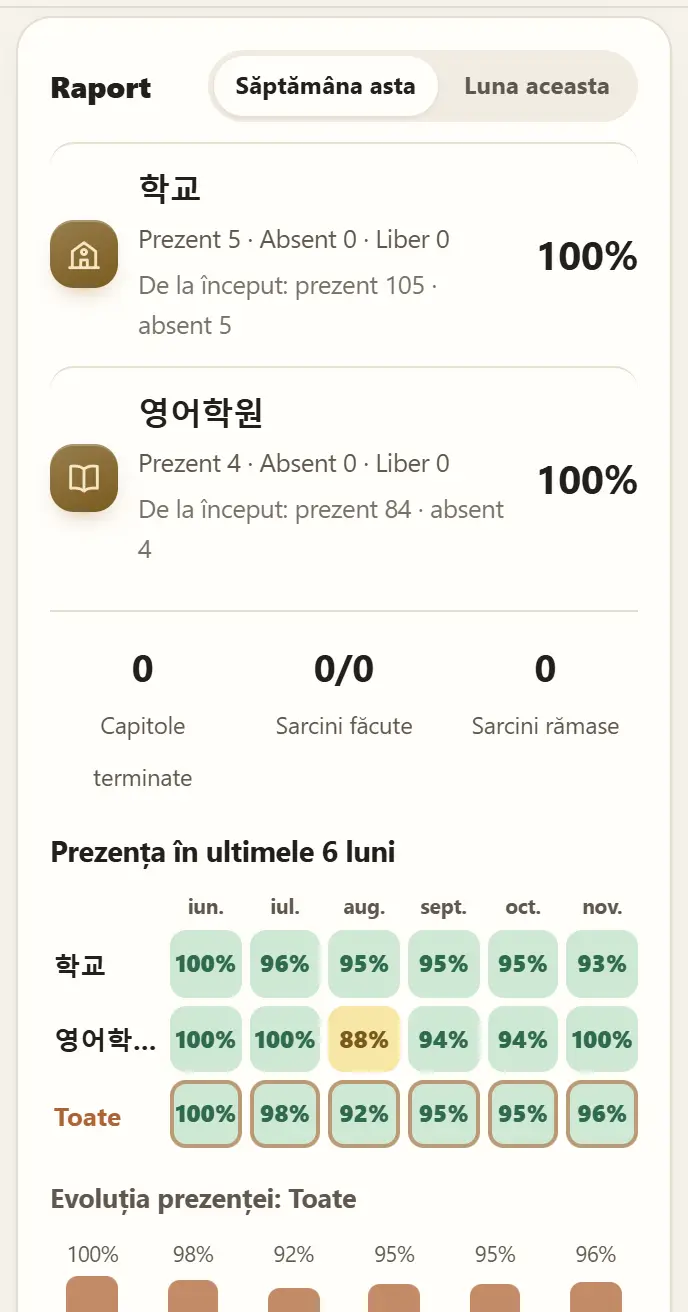 Raport
Săptămâna asta
Luna aceasta
학교
Prezent 5 · Absent 0 · Liber 0
De la început: prezent 105 ·
absent 5
100%
영어학원
Prezent 4 · Absent 0 · Liber 0
De la început: prezent 84 · absent
4
100%
0
Capitole
terminate
0/0
Sarcini făcute
0
Sarcini rămase
Prezența în ultimele 6 luni
iun. iul. aug. sept. oct. nov.
학교 100% 96% 95% 95% 95% 93%
영어학... 100% 100% 88% 94% 94% 100%
Toate 100% 98% 92% 95% 95% 96%
Evoluția prezenței: Toate
100% 98% 92% 95% 95% 96%